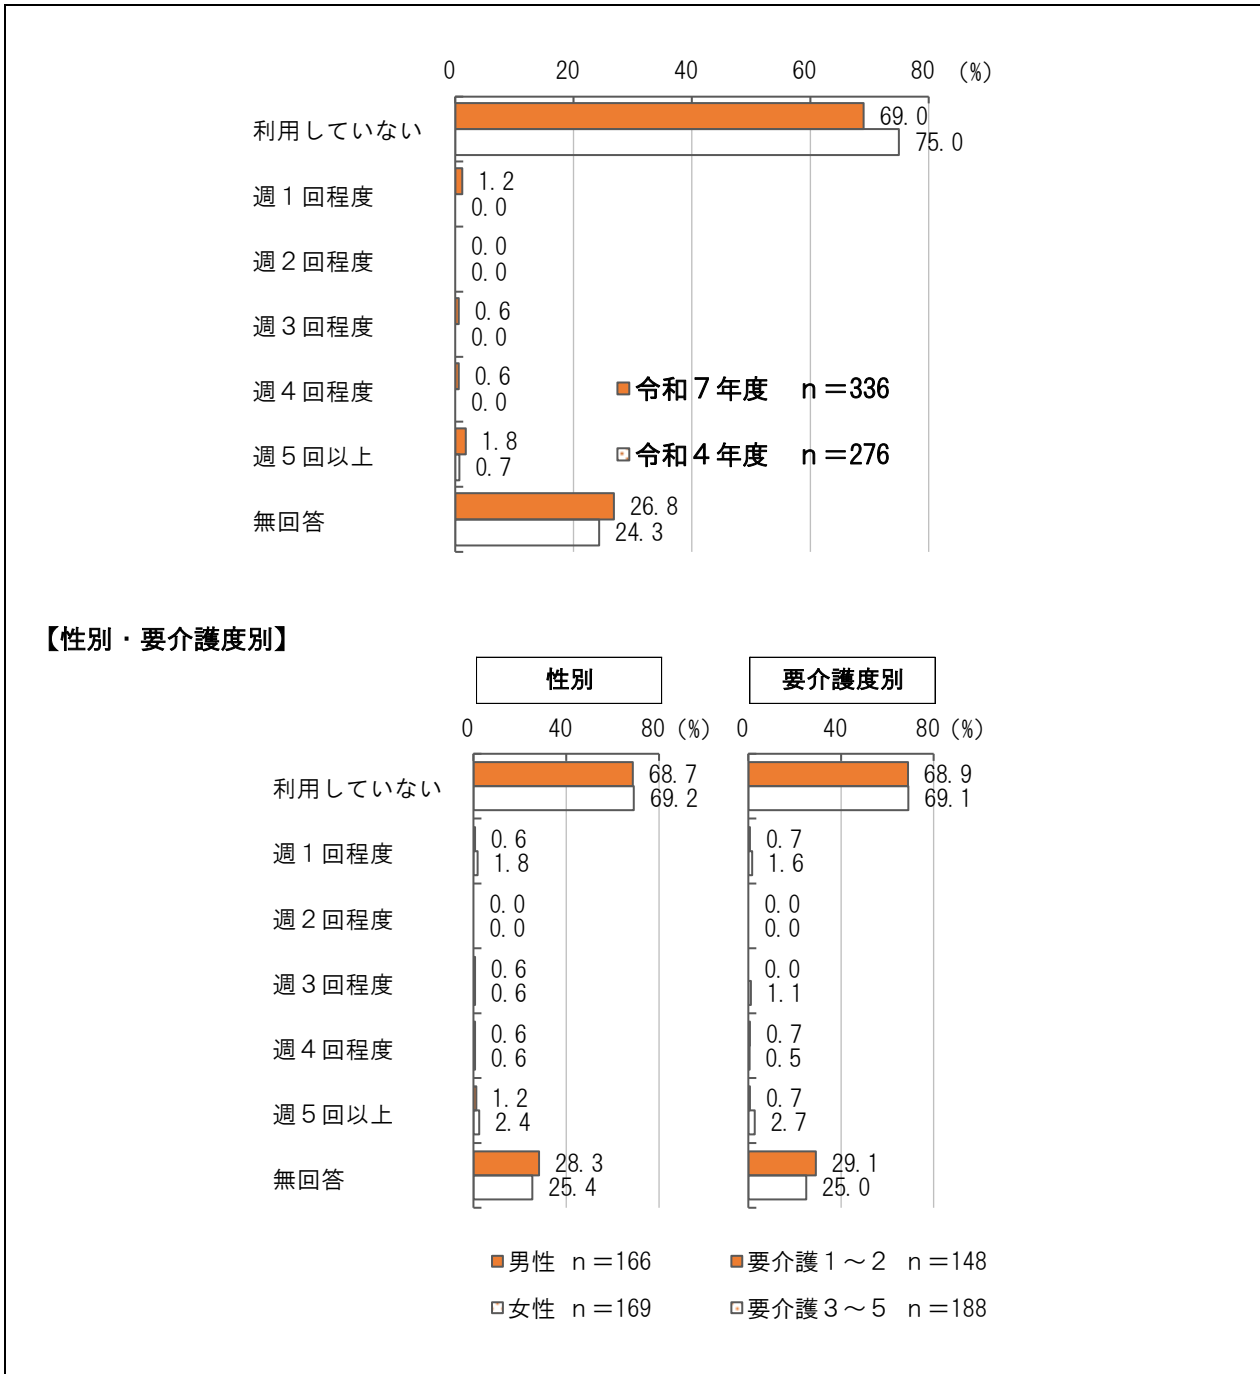 0 20 40 60 80 (%)
利用していない 69.0
75.0
週1回程度 1.2
0.0
週2回程度 0.0
0.0
週3回程度 0.6
0.0
週4回程度 0.6
0.0
週5回以上 1.8
0.7
無回答 26.8
24.3
令和7年度 n=336
令和4年度 n=276
【性別・要介護度別】
性別 要介護度別
0 40 80 (%) 0 40 80 (%)
利用していない 68.7 68.9
69.2 69.1
週1回程度 0.6 0.7
1.8 1.6
週2回程度 0.0 0.0
0.0 0.0
週3回程度 0.6 0.0
0.6 1.1
週4回程度 0.6 0.7
0.6 0.5
週5回以上 1.2 0.7
2.4 2.7
無回答 28.3 29.1
25.4 25.0
男性 n=166 要介護1~2 n=148
女性 n=169 要介護3~5 n=188